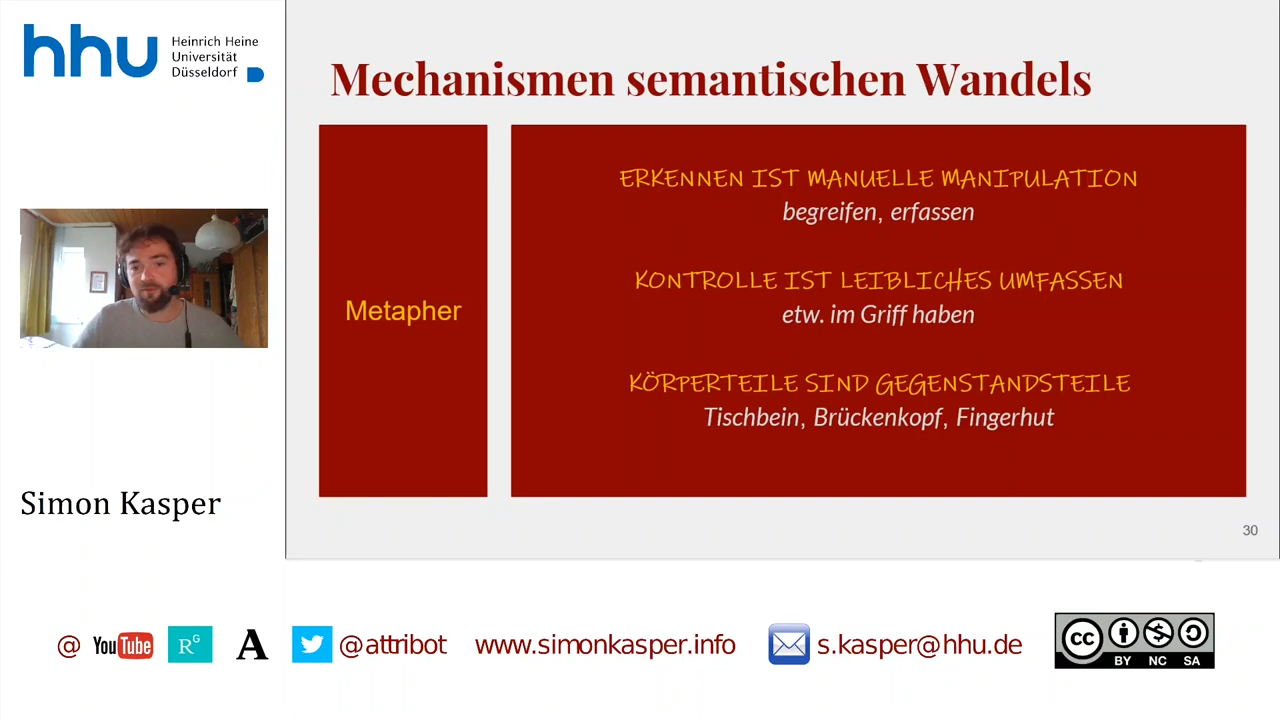 hhu Heinrich Heine
Universität
Düsseldorf
Mechanismen semantischen Wandels
Metapher
ERKENNEN IST MANUELLE MANIPULATION
begreifen, erfassen
KONTROLLE IST LEIBLICHES UMFASSEN
etw. im Griff haben
KÖRPERTEILE SIND GEGENSTANDSTEILE
Tischbein, Brückenkopf, Fingerhut
30
Simon Kasper
@ YouTube RG A @attribot www.simonkasper.info s.kasper@hhu.de
cc BY NC SA